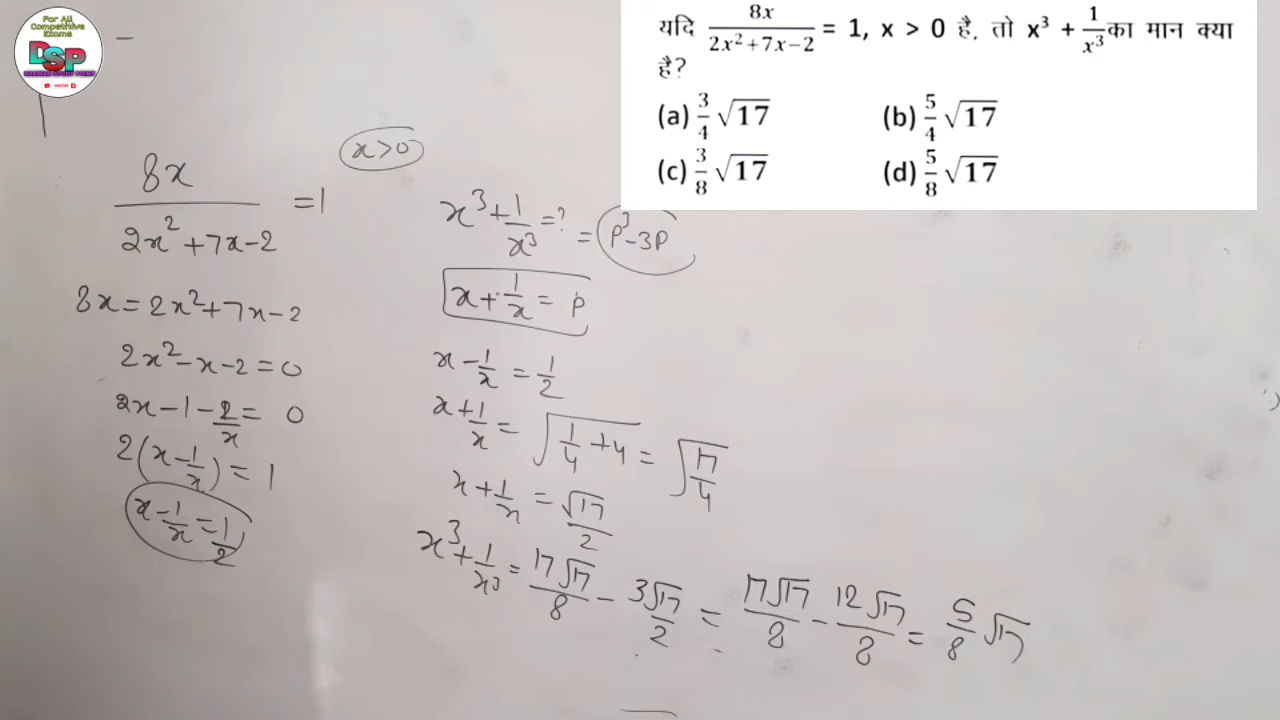 For All
Competitive
Exams
DSP
यदि 8x/(2x²+7x−2) = 1, x > 0 है, तो x³ + 1/x³ का मान क्या
है?
(a) 3/4 √17 (b) 5/4 √17
(c) 3/8 √17 (d) 5/8 √17
x>0
8x/(2x²+7x-2) =1
8x = 2x²+7x-2
2x²-x-2=0
2x-1-2/x = 0
2(x-1/x) = 1
x-1/x = 1/2
x³+1/x³ =? = P³-3P
x+1/x = P
x-1/x = 1/2
x+1/x = √(1/4+4) = √(17/4)
x+1/x = √17/2
x³+1/x³ = 17√17/8 - 3√17/2 = 17√17/8 - 12√17/8 = 5/8 √17